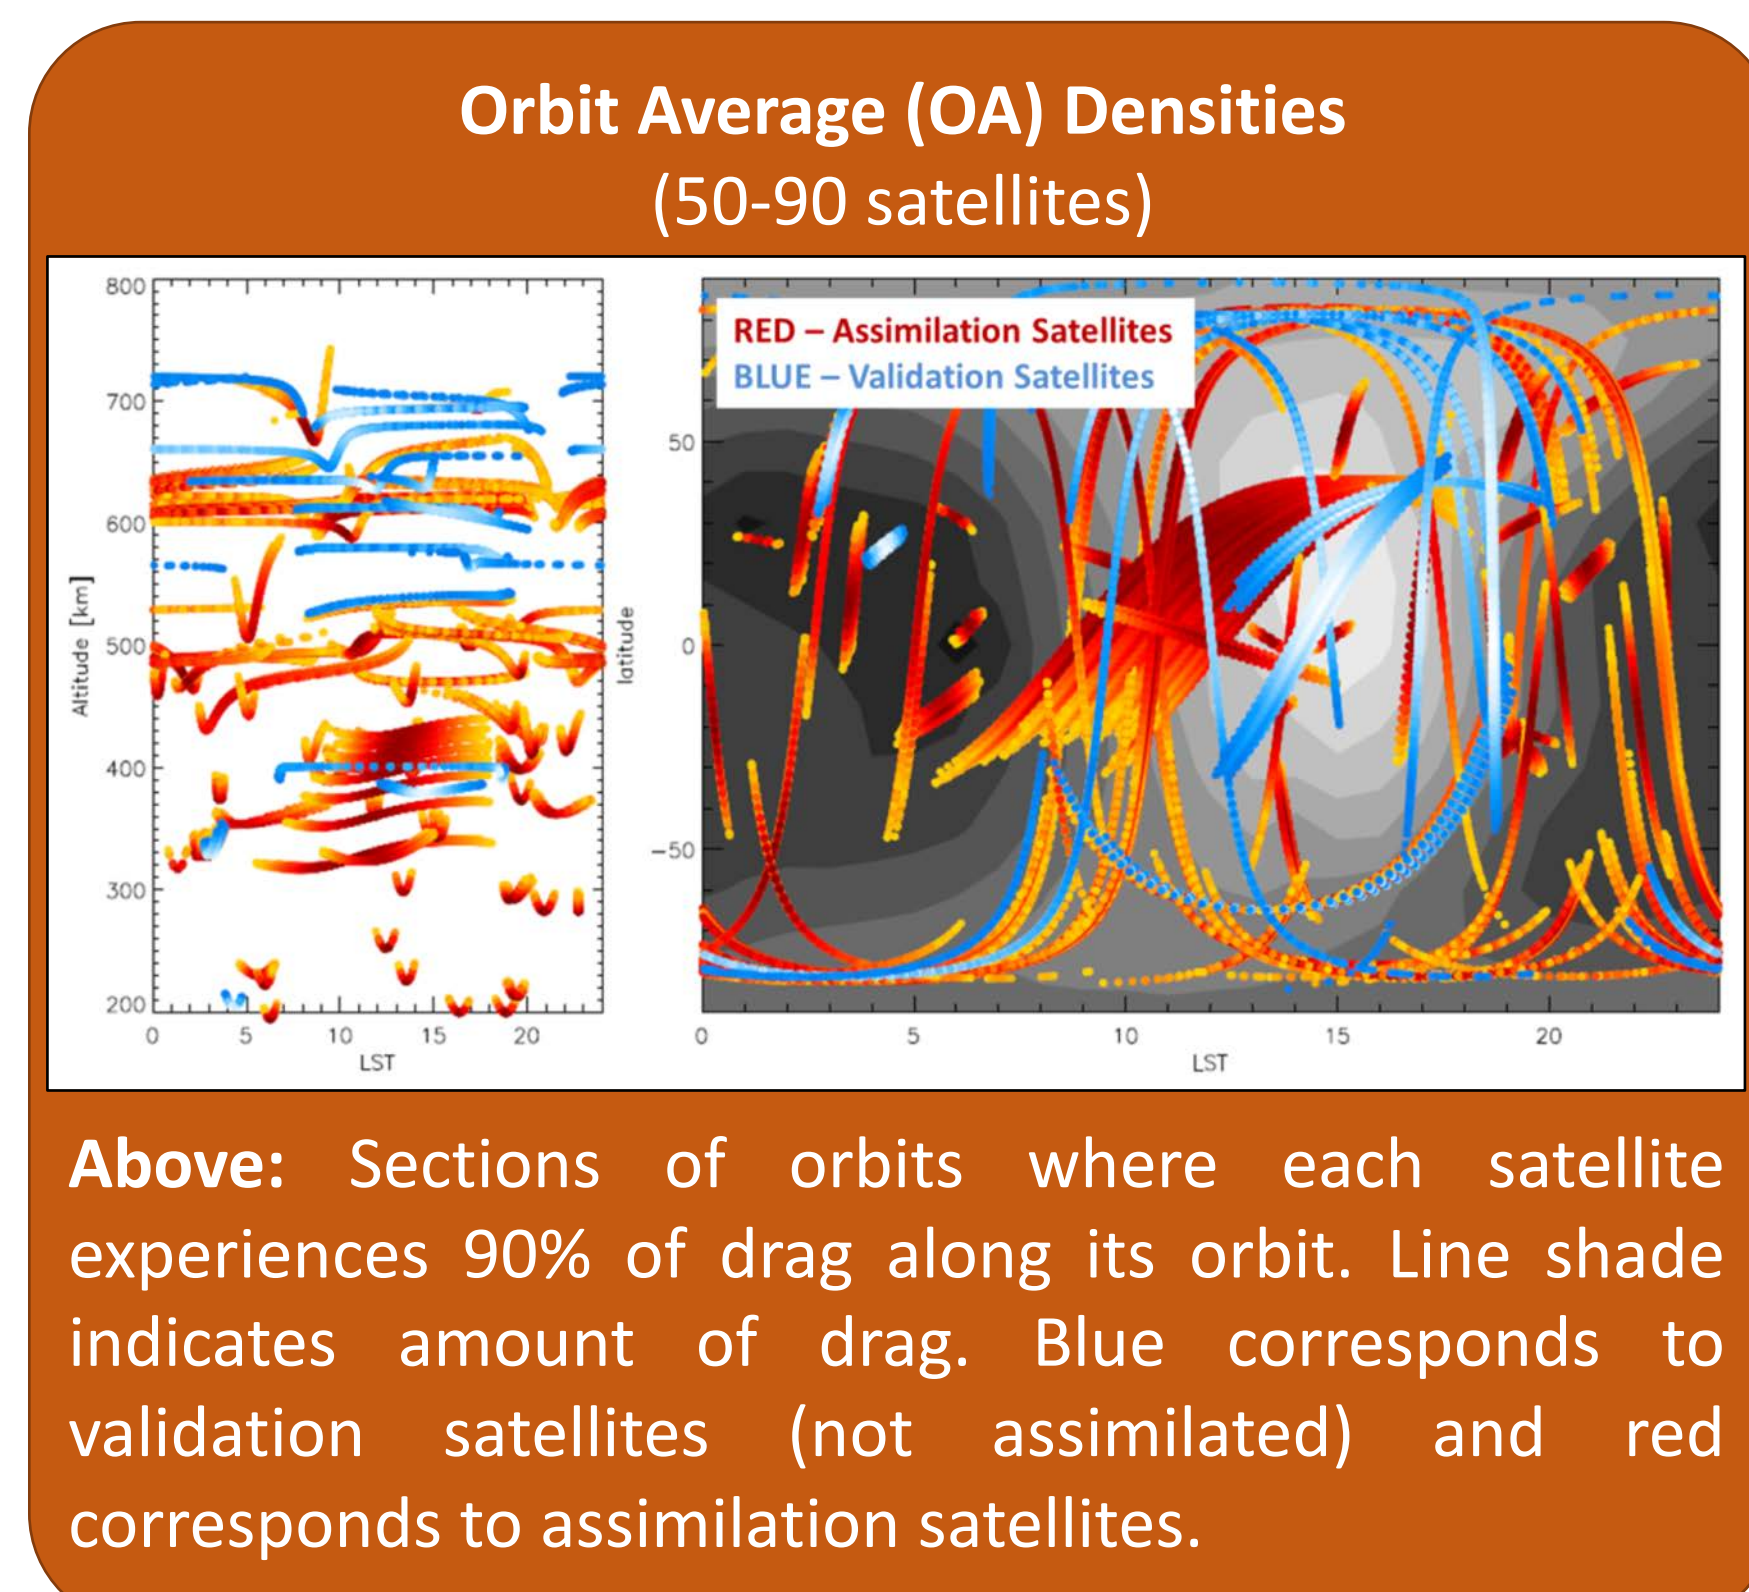 Orbit Average (OA) Densities
(50-90 satellites)
800
700
600
500
400
300
200
Altitude [km]
0 5 10 15 20
LST
RED – Assimilation Satellites
BLUE – Validation Satellites
50
0
−50
latitude
0 5 10 15 20
LST
Above: Sections of orbits where each satellite
experiences 90% of drag along its orbit. Line shade
indicates amount of drag. Blue corresponds to
validation satellites (not assimilated) and red
corresponds to assimilation satellites.